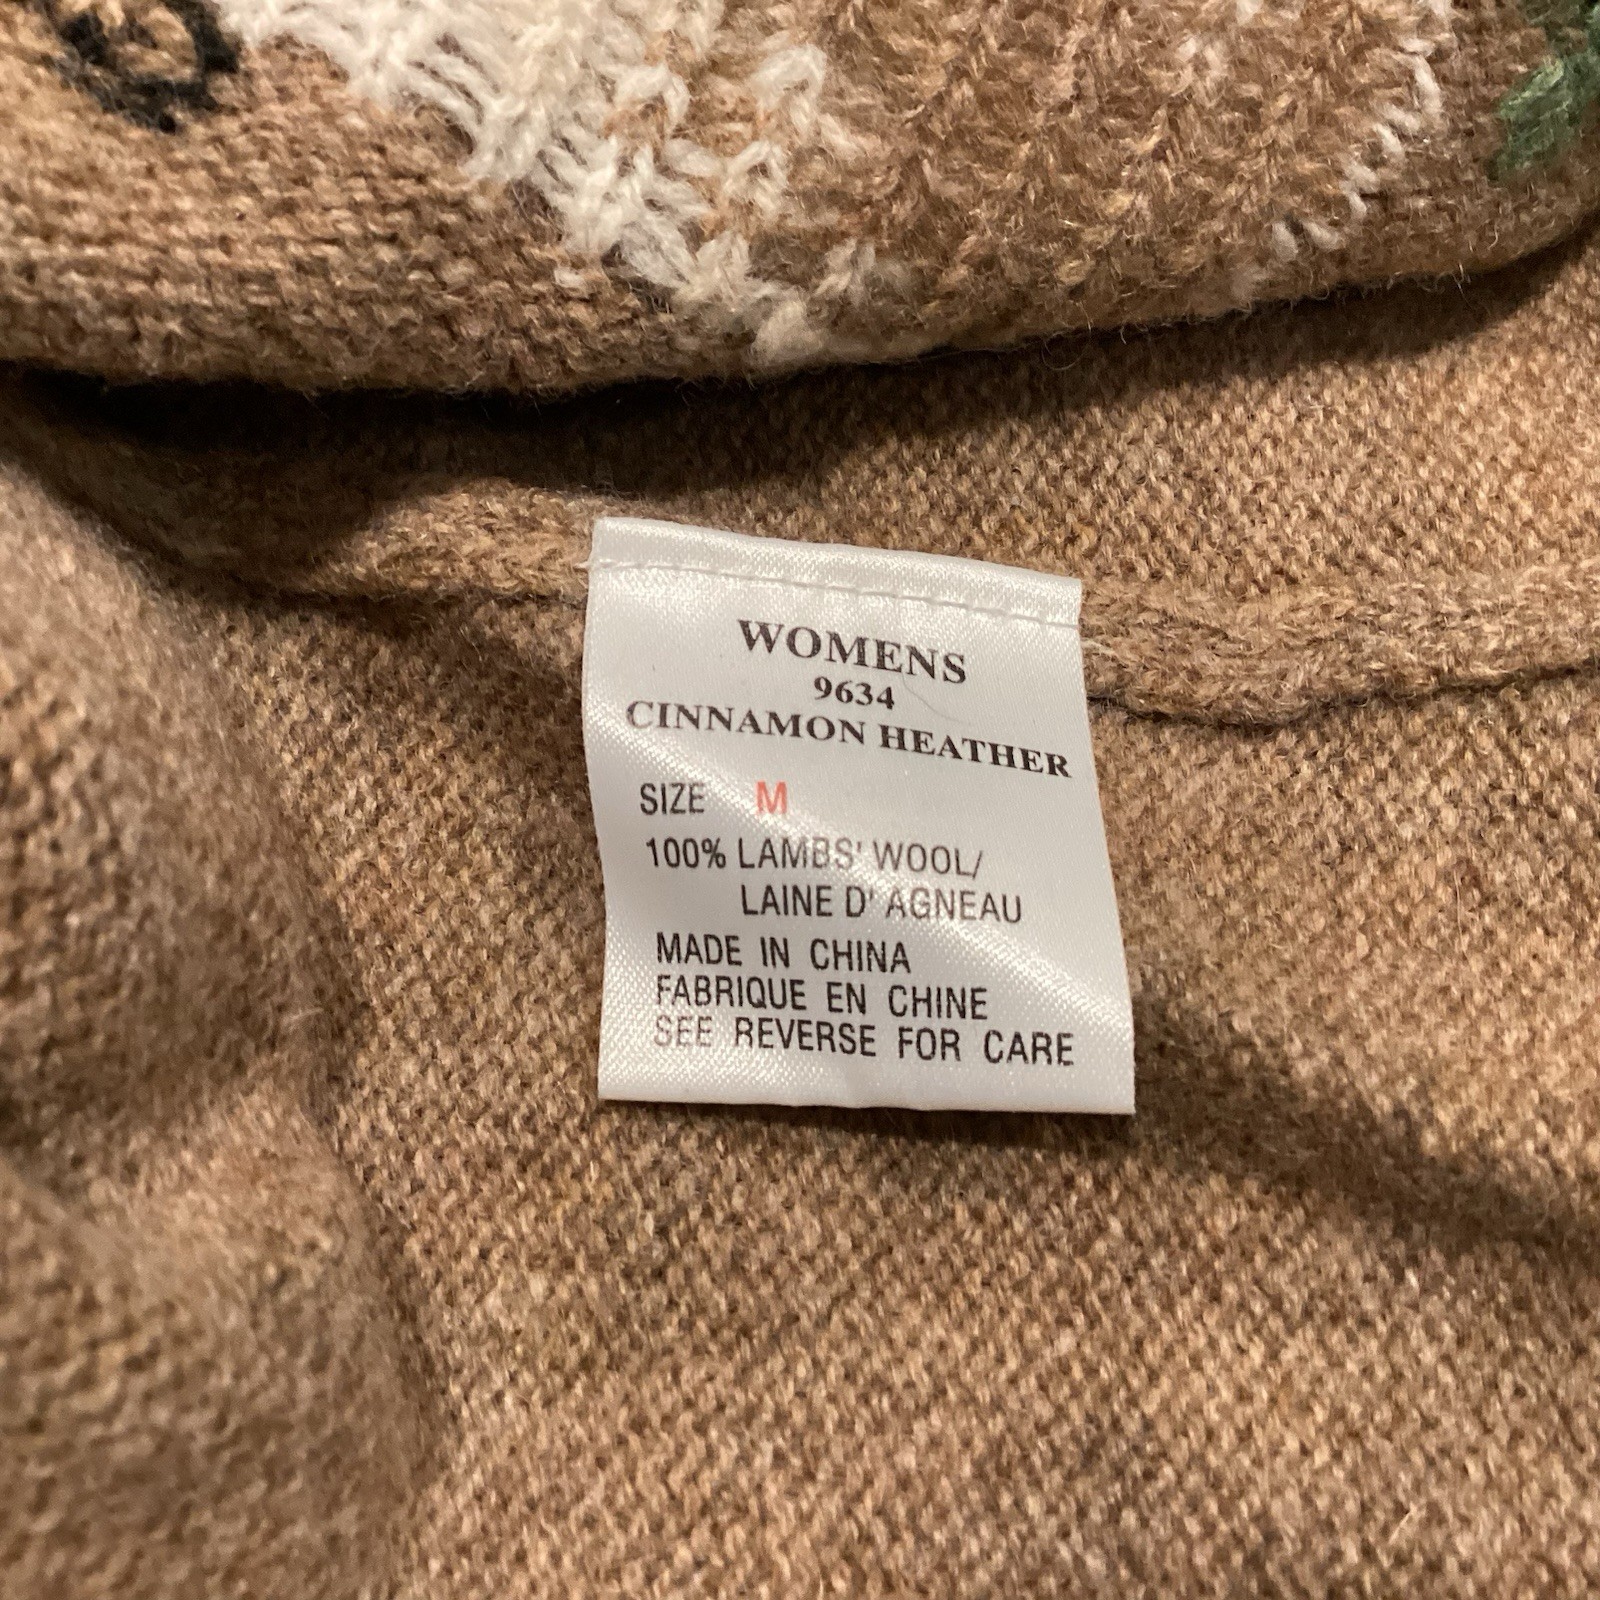 WOMENS
9634
CINNAMON HEATHER
SIZE M
100% LAMBS' WOOL/
LAINE D' AGNEAU
MADE IN CHINA
FABRIQUE EN CHINE
SEE REVERSE FOR CARE